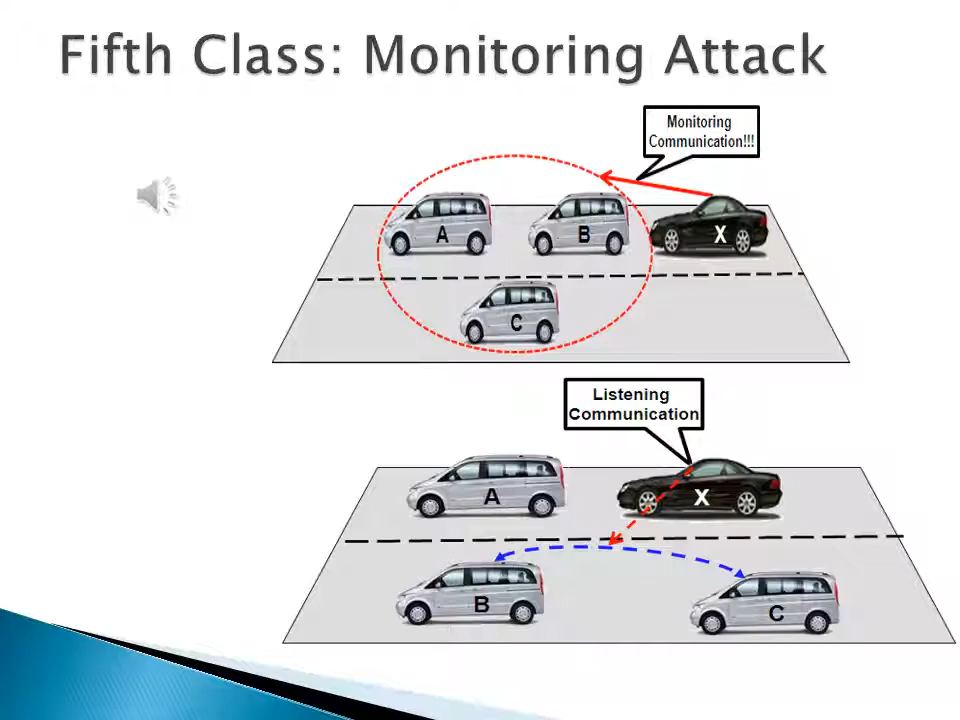 Fifth Class: Monitoring Attack
Monitoring
Communication!!!
A
B
X
C
Listening
Communication
A
X
B
C